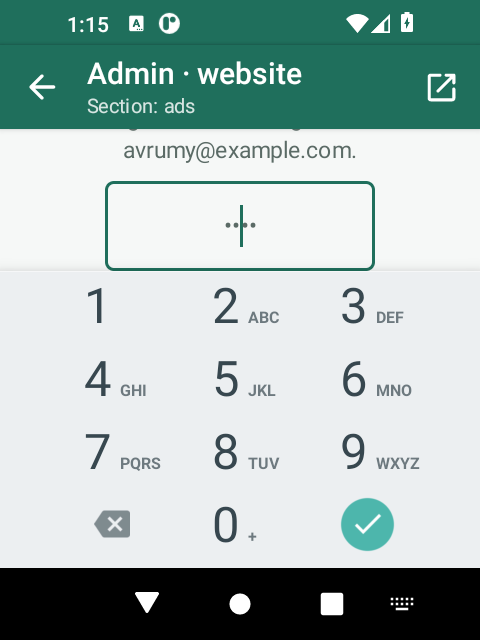 1:15
Admin · website
Section: ads
avrumy@example.com.
••••
1
2 ABC
3 DEF
4 GHI
5 JKL
6 MNO
7 PQRS
8 TUV
9 WXYZ
0 +